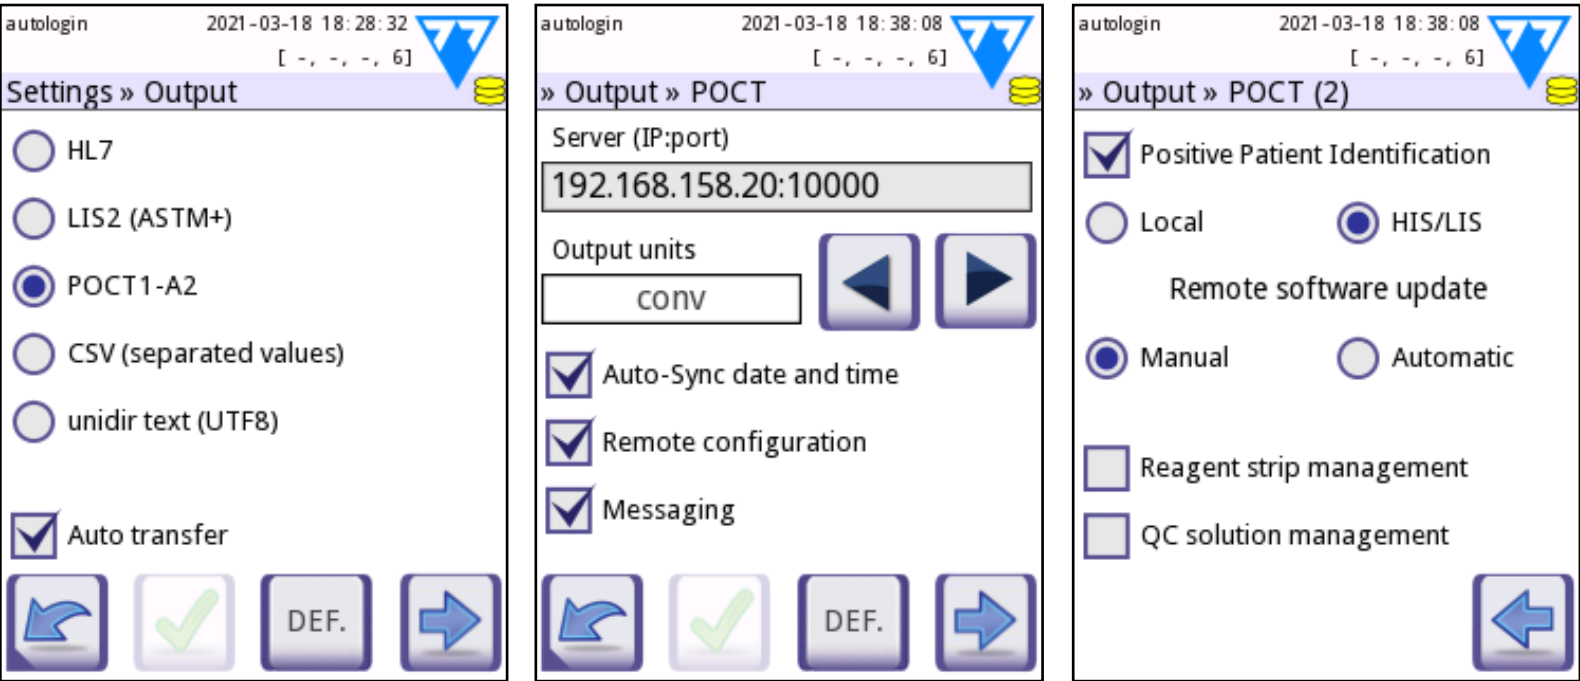 autologin 2021-03-18 18:28:32
[ -, -, -, 6]
Settings » Output
HL7
LIS2 (ASTM+)
POCT1-A2
CSV (separated values)
unidir text (UTF8)
Auto transfer
DEF.
autologin 2021-03-18 18:38:08
[ -, -, -, 6]
» Output » POCT
Server (IP:port)
192.168.158.20:10000
Output units
conv
Auto-Sync date and time
Remote configuration
Messaging
DEF.
autologin 2021-03-18 18:38:08
[ -, -, -, 6]
» Output » POCT (2)
Positive Patient Identification
Local HIS/LIS
Remote software update
Manual Automatic
Reagent strip management
QC solution management